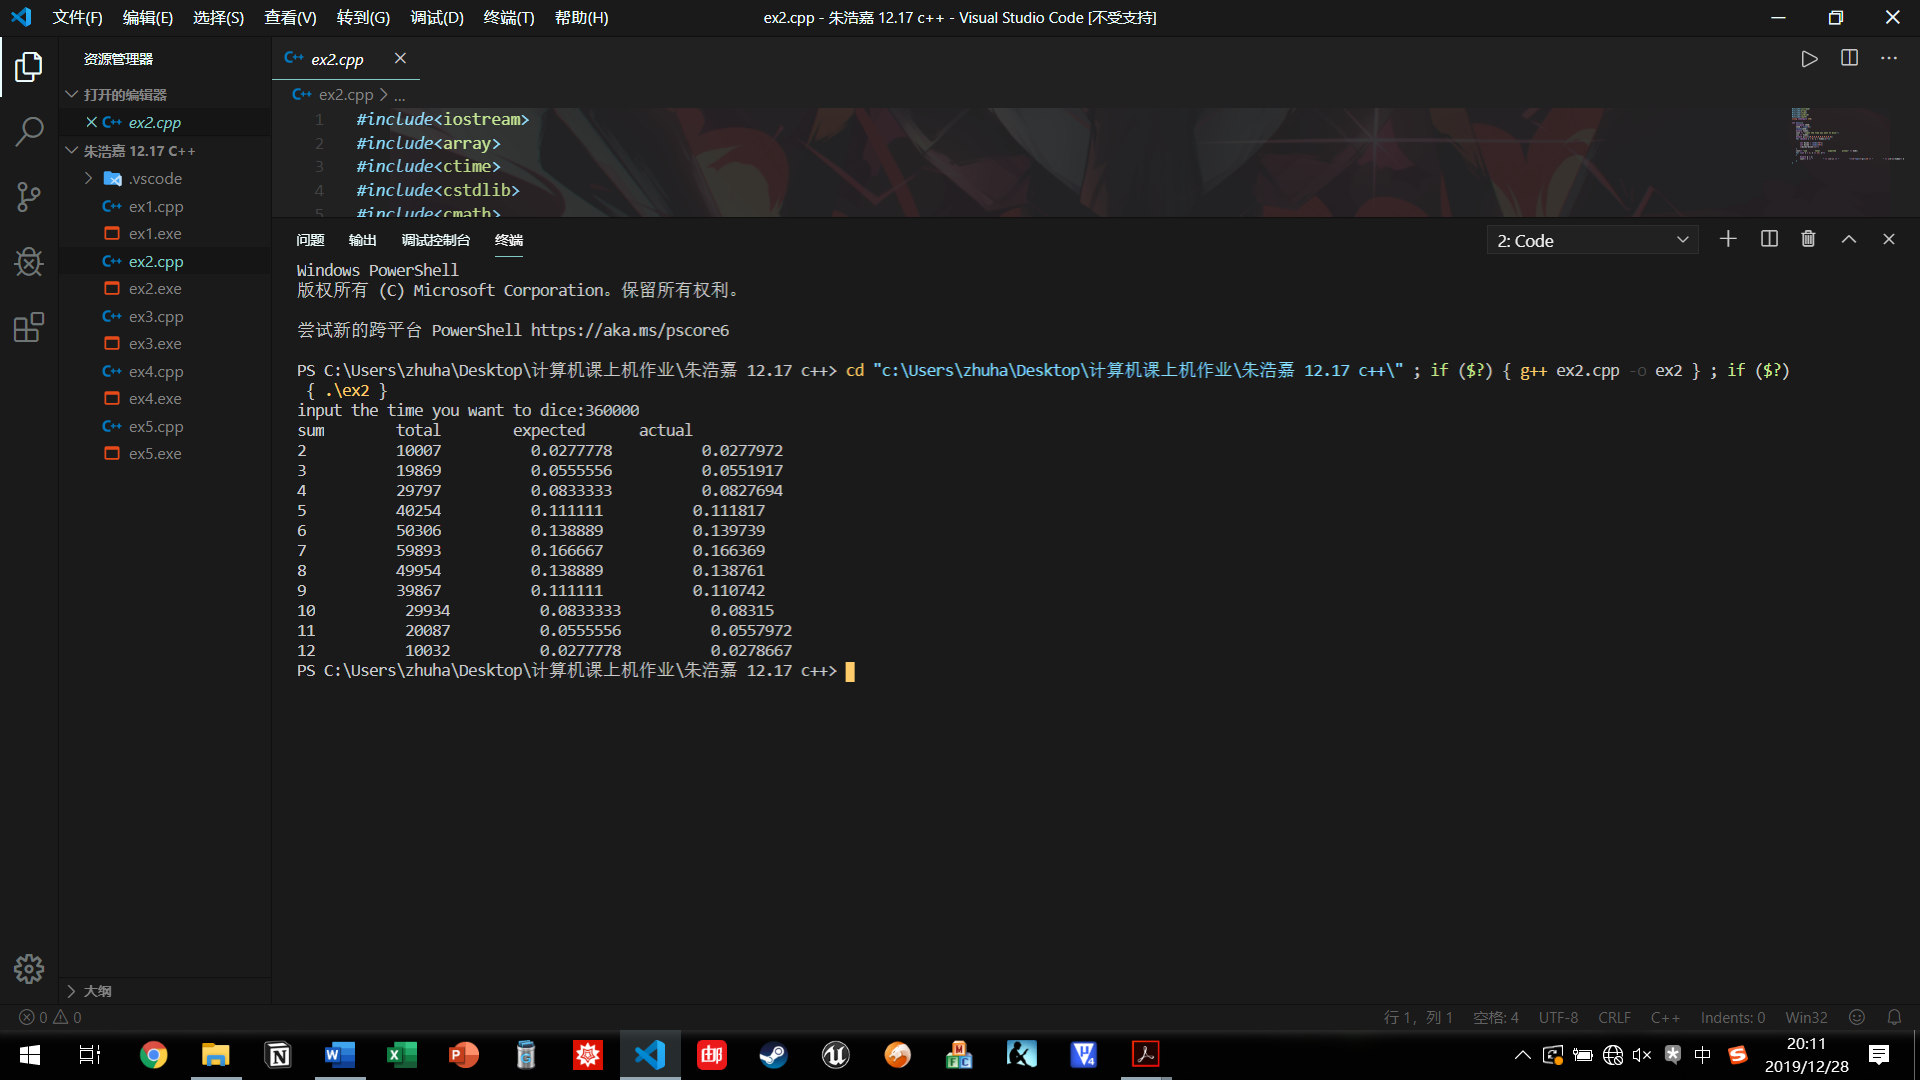 文件(F) 编辑(E) 选择(S) 查看(V) 转到(G) 调试(D) 终端(T) 帮助(H) ex2.cpp - 朱浩嘉 12.17 c++ - Visual Studio Code [不受支持]
资源管理器
打开的编辑器
ex2.cpp
朱浩嘉 12.17 C++
.vscode
ex1.cpp
ex1.exe
ex2.cpp
ex2.exe
ex3.cpp
ex3.exe
ex4.cpp
ex4.exe
ex5.cpp
ex5.exe
大纲
ex2.cpp
ex2.cpp > ...
1 #include<iostream>
2 #include<array>
3 #include<ctime>
4 #include<cstdlib>
5 #include<cmath>
问题 输出 调试控制台 终端 2: Code
Windows PowerShell
版权所有 (C) Microsoft Corporation。保留所有权利。
尝试新的跨平台 PowerShell https://aka.ms/pscore6
PS C:\Users\zhuha\Desktop\计算机课上机作业\朱浩嘉 12.17 c++> cd "c:\Users\zhuha\Desktop\计算机课上机作业\朱浩嘉 12.17 c++\" ; if ($?) { g++ ex2.cpp -o ex2 } ; if ($?)
{ .\ex2 }
input the time you want to dice:360000
sum total expected actual
2 10007 0.0277778 0.0277972
3 19869 0.0555556 0.0551917
4 29797 0.0833333 0.0827694
5 40254 0.111111 0.111817
6 50306 0.138889 0.139739
7 59893 0.166667 0.166369
8 49954 0.138889 0.138761
9 39867 0.111111 0.110742
10 29934 0.0833333 0.08315
11 20087 0.0555556 0.0557972
12 10032 0.0277778 0.0278667
PS C:\Users\zhuha\Desktop\计算机课上机作业\朱浩嘉 12.17 c++>
0 0 行 1，列 1 空格: 4 UTF-8 CRLF C++ Indents: 0 Win32
中 20:11
2019/12/28